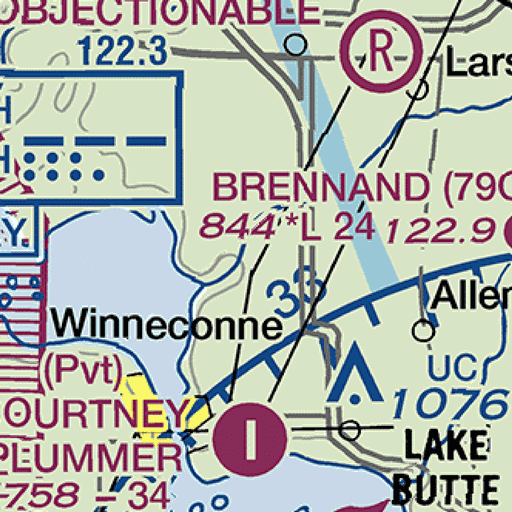 OBJECTIONABLE
122.3
R
Lars
H
BRENNAND (79C
844 *L 24 122.9
Y.
33
Allen
Winneconne
(Pvt)
UC
1076
OURTNEY
PLUMMER
I
LAKE
BUTTE
758 - 34